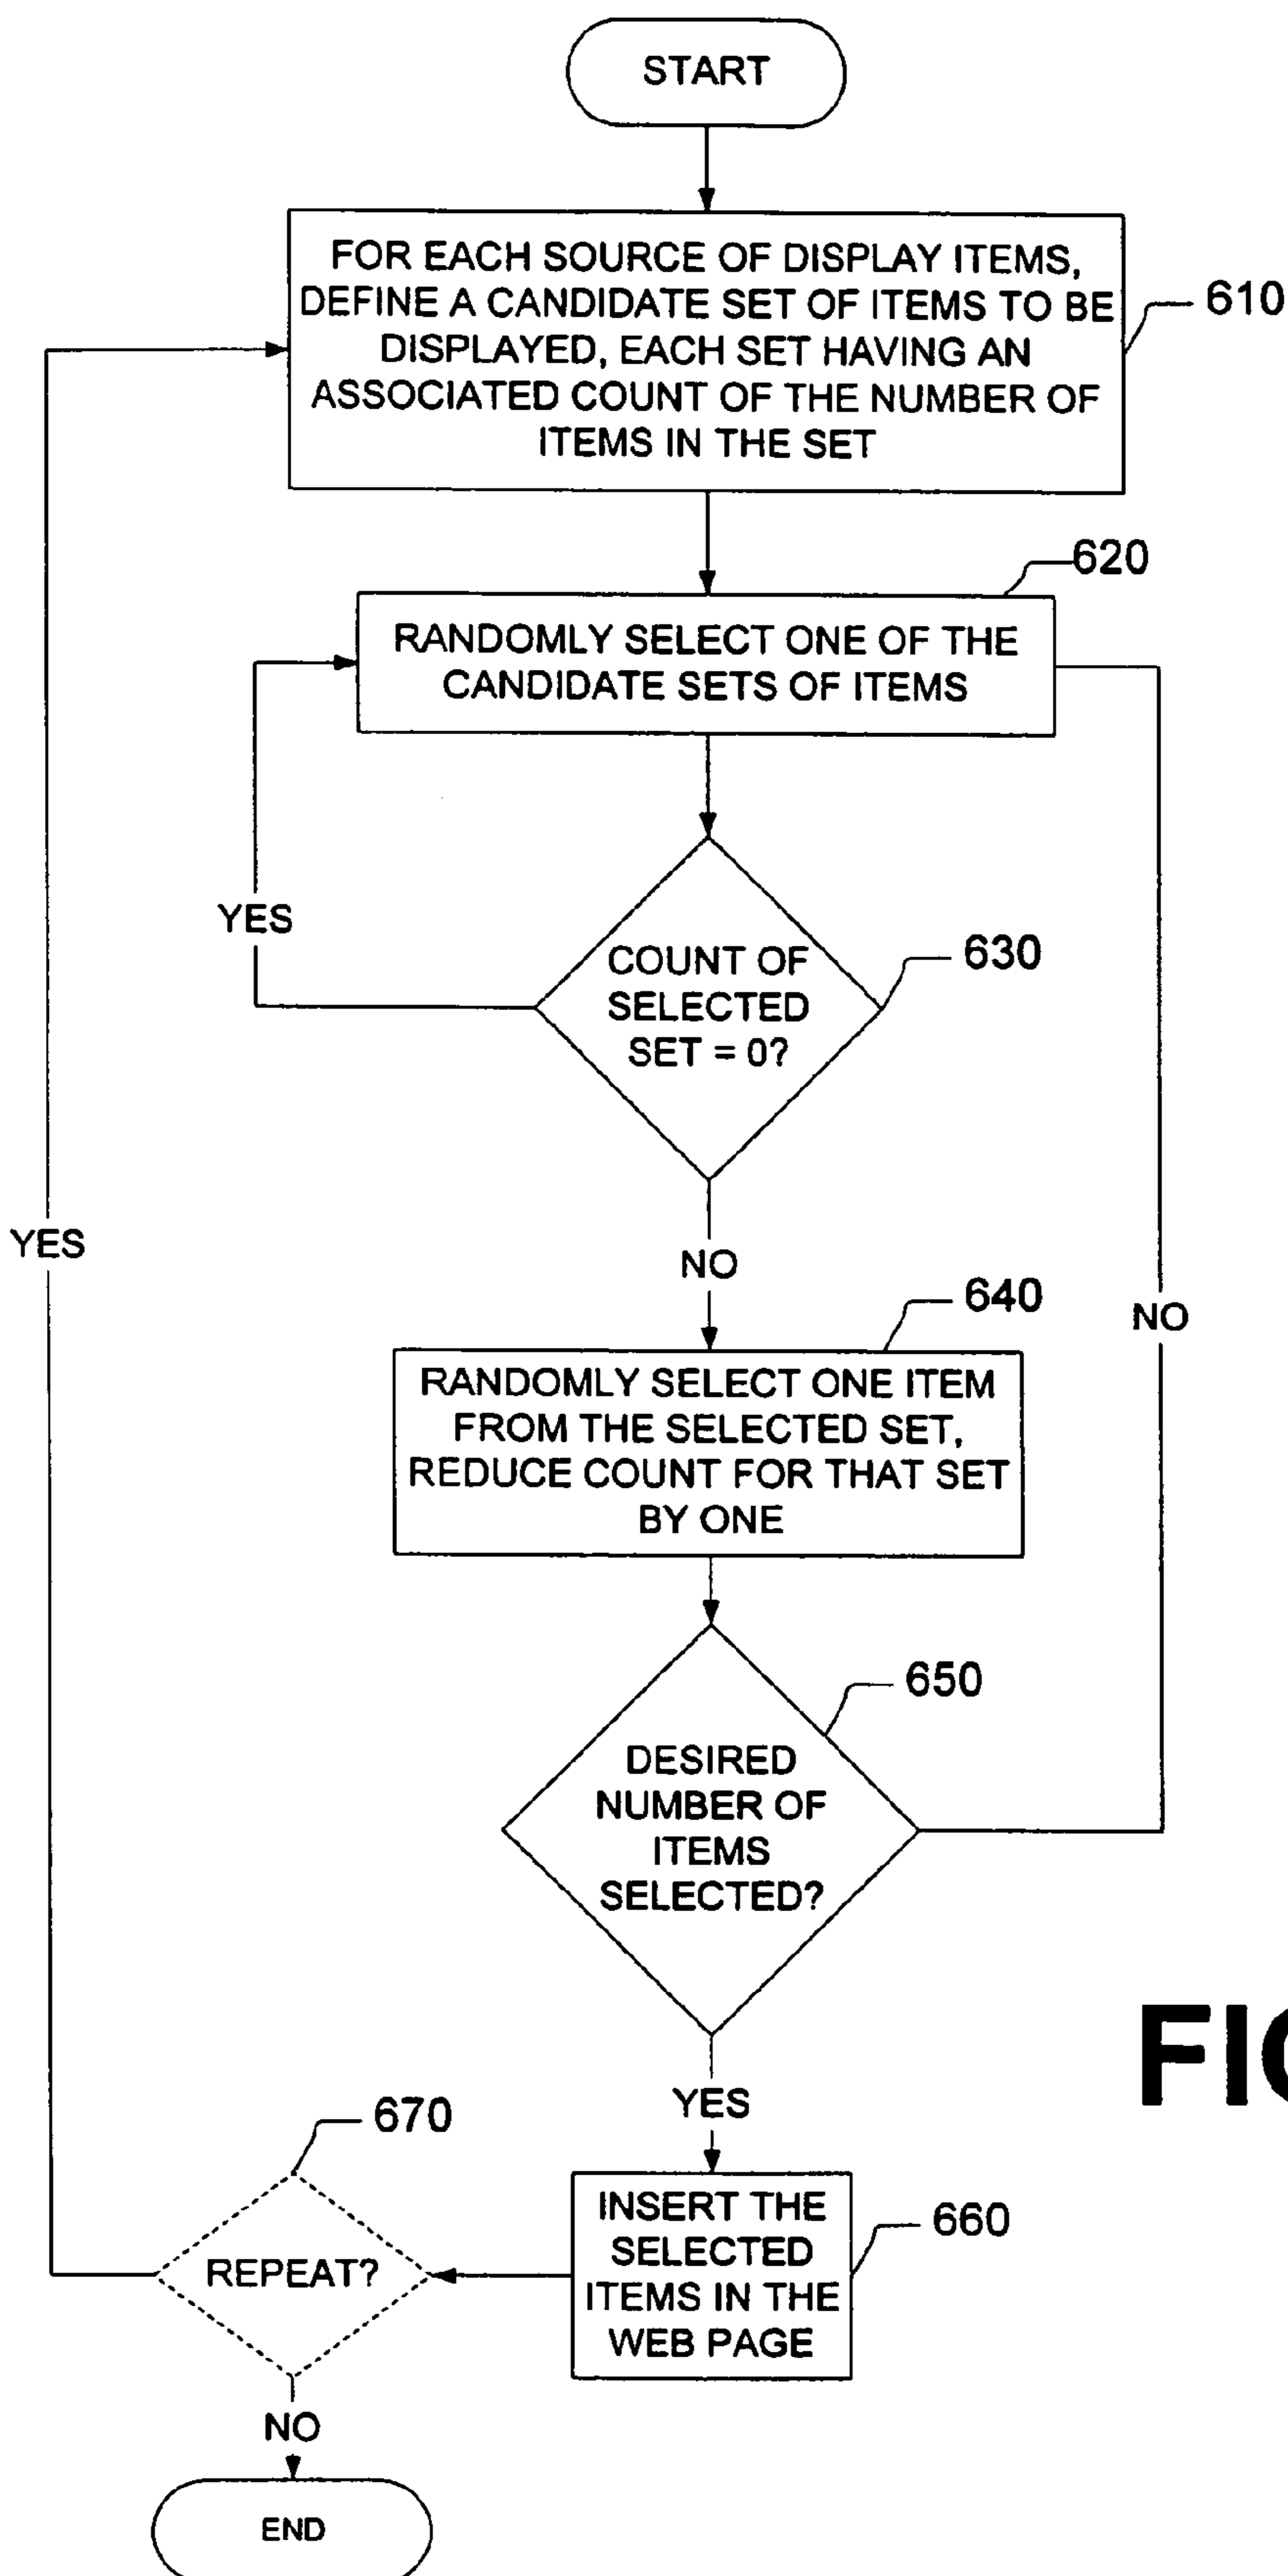 START
FOR EACH SOURCE OF DISPLAY ITEMS,
DEFINE A CANDIDATE SET OF ITEMS TO BE
DISPLAYED, EACH SET HAVING AN
ASSOCIATED COUNT OF THE NUMBER OF
ITEMS IN THE SET
610
620
RANDOMLY SELECT ONE OF THE
CANDIDATE SETS OF ITEMS
YES
COUNT OF
SELECTED
SET = 0?
630
YES
NO
640
NO
RANDOMLY SELECT ONE ITEM
FROM THE SELECTED SET,
REDUCE COUNT FOR THAT SET
BY ONE
650
DESIRED
NUMBER OF
ITEMS
SELECTED?
YES
670
INSERT THE
SELECTED
ITEMS IN THE
WEB PAGE
660
REPEAT?
NO
END